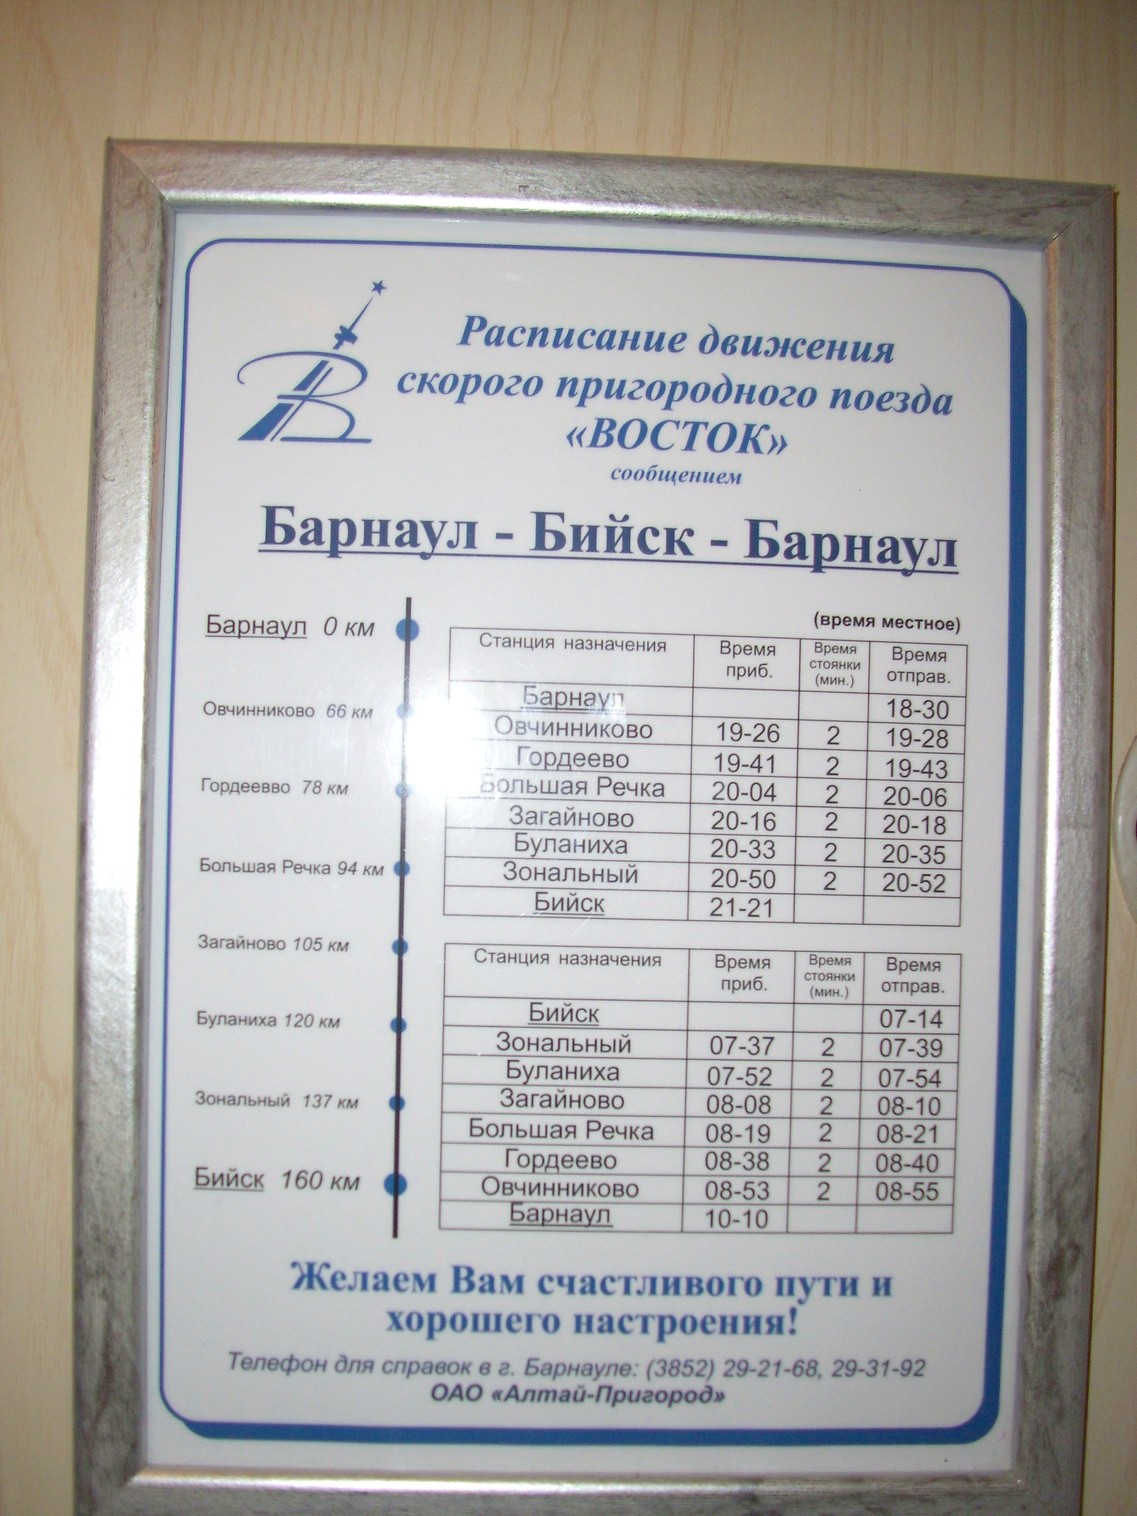 Расписание движения
скорого пригородного поезда
«ВОСТОК»
сообщением
Барнаул - Бийск - Барнаул
Барнаул 0 км
Овчинниково 66 км
Гордеевво 78 км
Большая Речка 94 км
Загайново 105 км
Буланиха 120 км
Зональный 137 км
Бийск 160 км
(время местное)
Станция назначения Время приб. Время стоянки (мин.) Время отправ.
Барнаул 18-30
Овчинниково 19-26 2 19-28
Гордеево 19-41 2 19-43
Большая Речка 20-04 2 20-06
Загайново 20-16 2 20-18
Буланиха 20-33 2 20-35
Зональный 20-50 2 20-52
Бийск 21-21
Станция назначения Время приб. Время стоянки (мин.) Время отправ.
Бийск 07-14
Зональный 07-37 2 07-39
Буланиха 07-52 2 07-54
Загайново 08-08 2 08-10
Большая Речка 08-19 2 08-21
Гордеево 08-38 2 08-40
Овчинниково 08-53 2 08-55
Барнаул 10-10
Желаем Вам счастливого пути и
хорошего настроения!
Телефон для справок в г. Барнауле: (3852) 29-21-68, 29-31-92
ОАО «Алтай-Пригород»